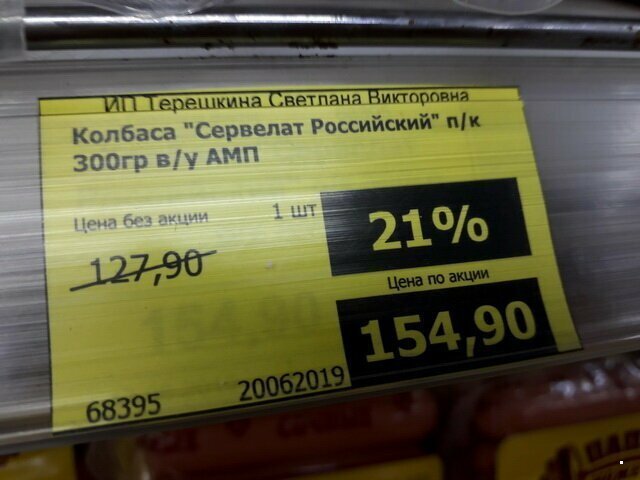 ИП Терешкина Светлана Викторовна
Колбаса "Сервелат Российский" п/к
300гр в/у АМП
Цена без акции
1 шт
21%
127,90
Цена по акции
154,90
68395
20062019